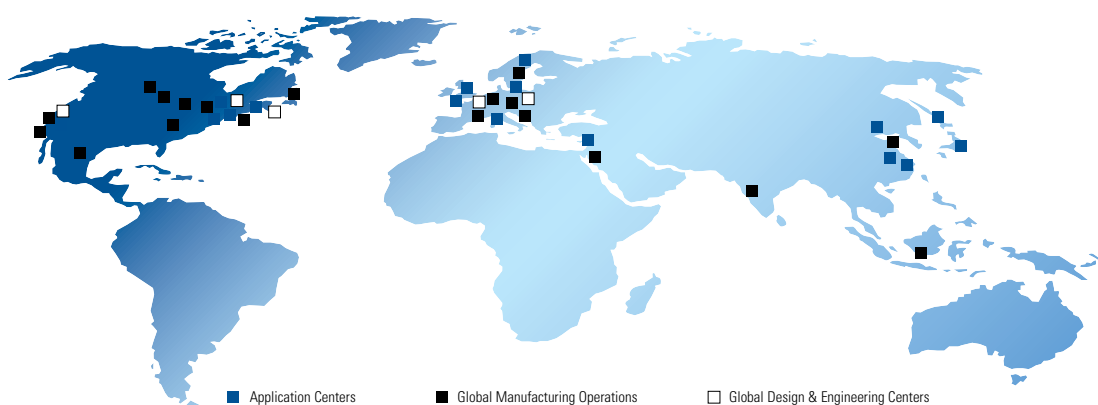 Application Centers
Global Manufacturing Operations
Global Design & Engineering Centers